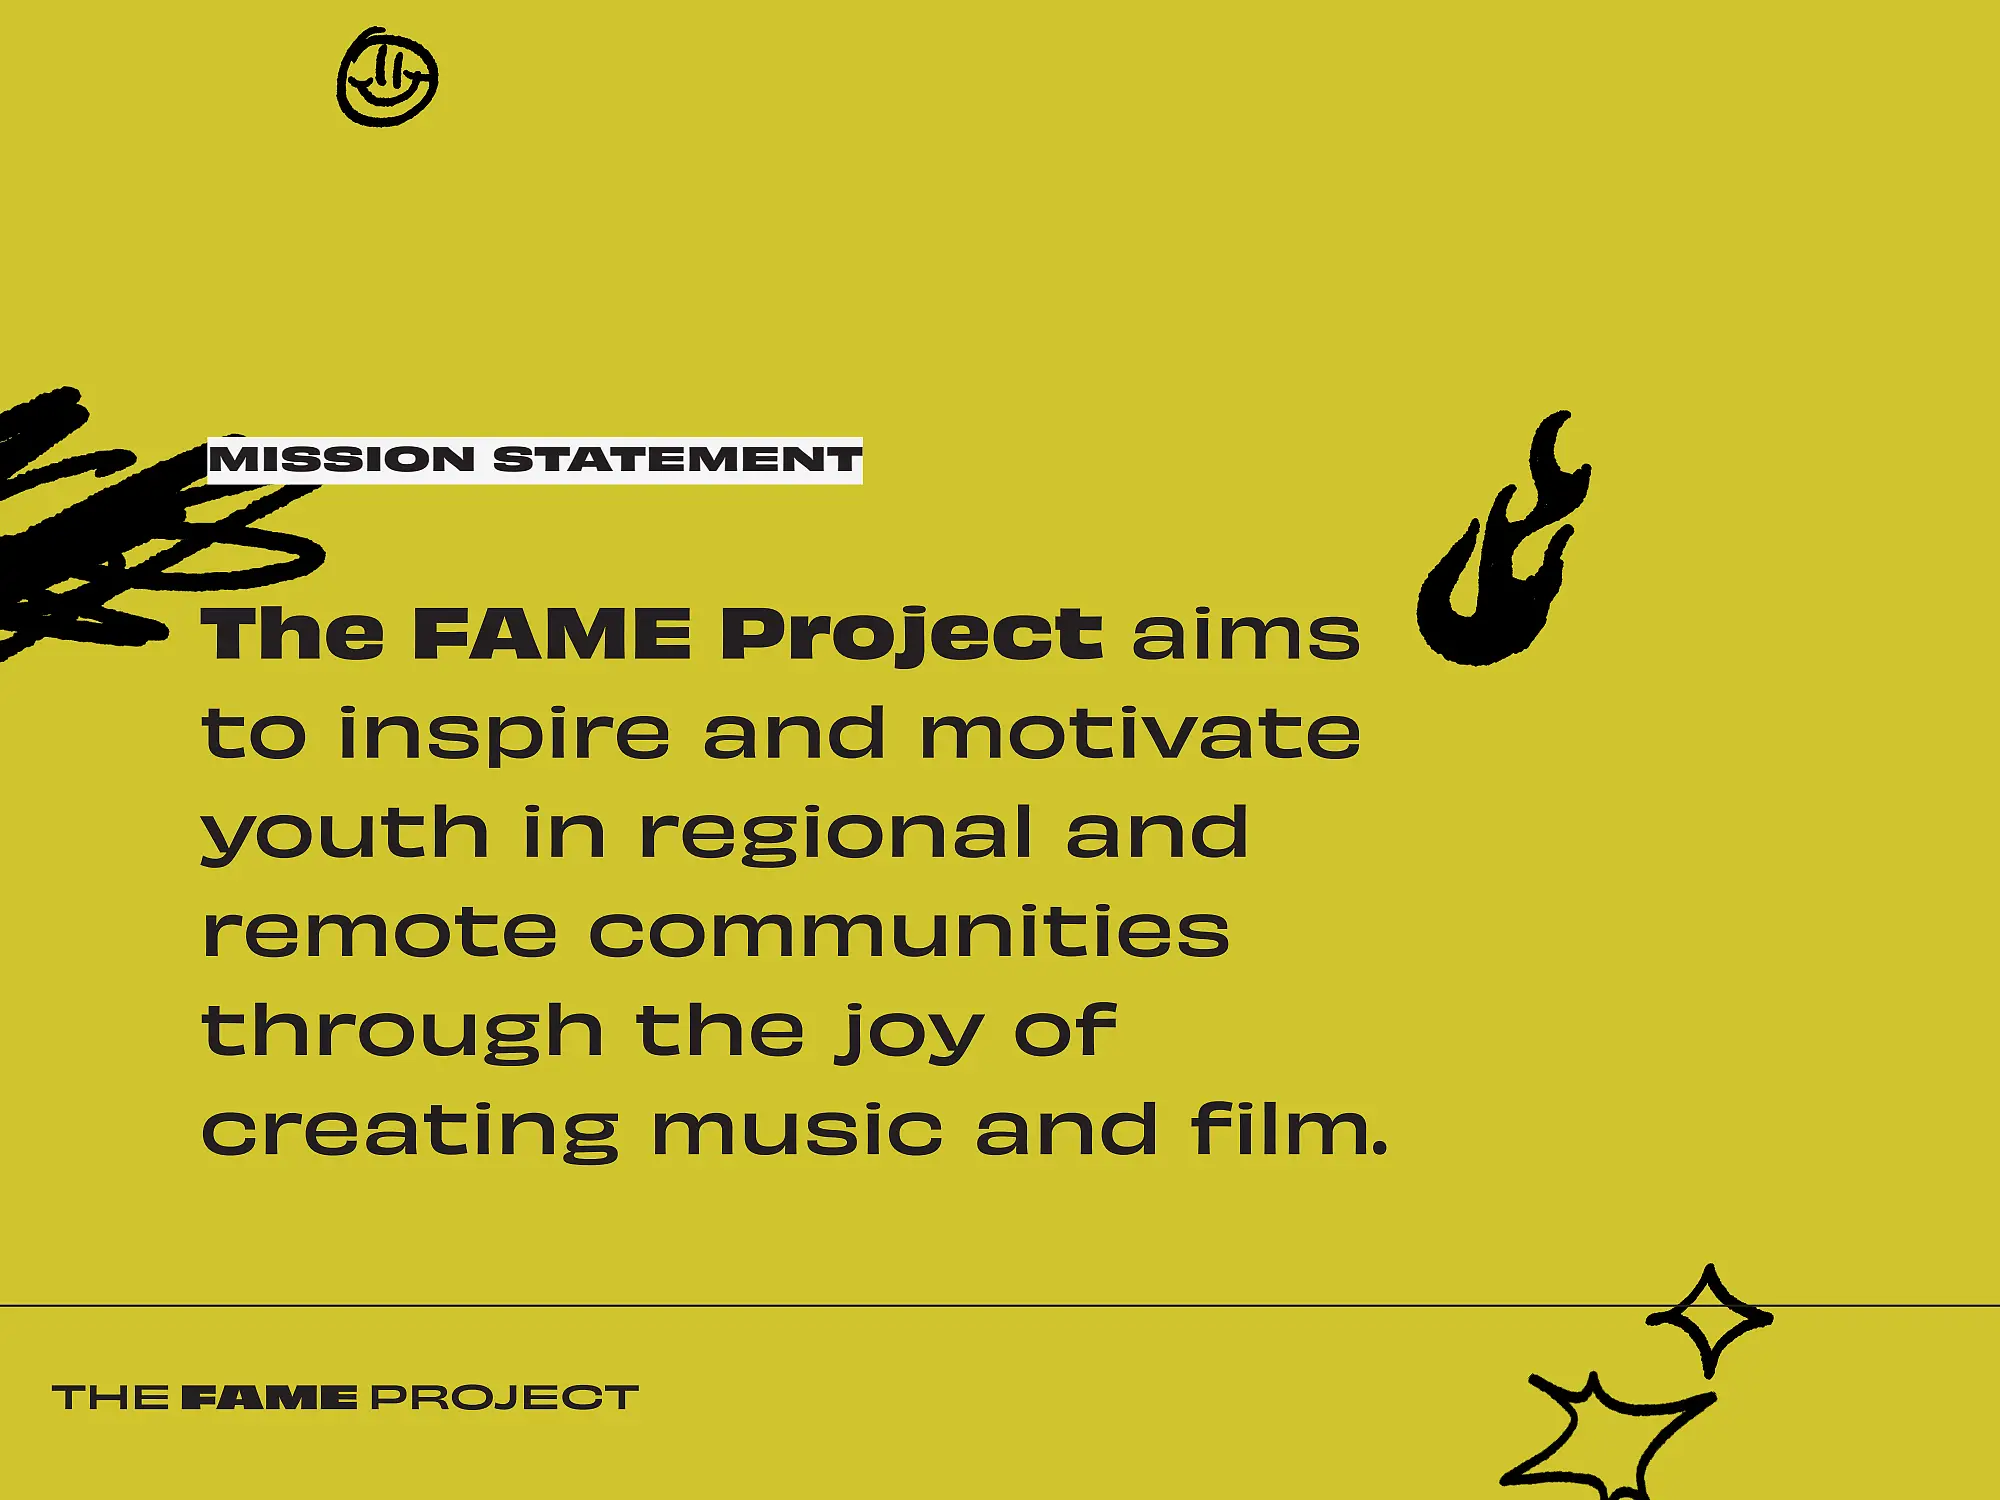 MISSION STATEMENT
The FAME Project aims
to inspire and motivate
youth in regional and
remote communities
through the joy of
creating music and film.
THE FAME PROJECT